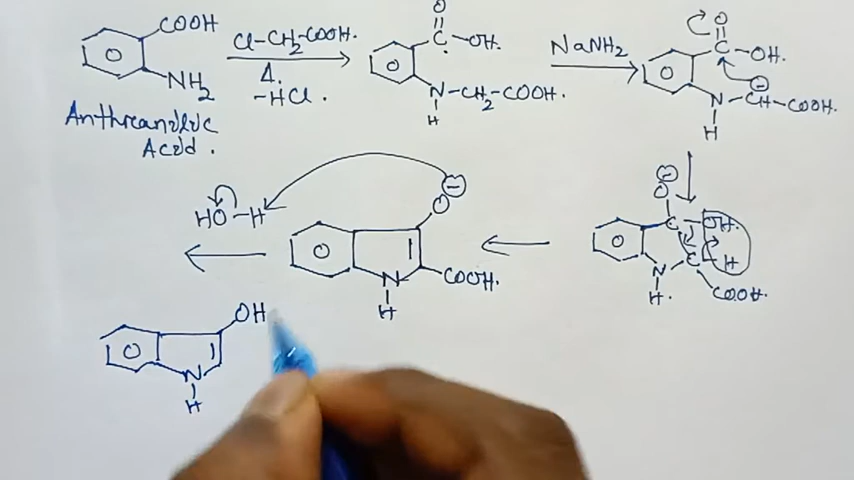 COOH
NH2
Anthranilic
Acid.
Cl-CH2-COOH.
Δ.
-HCl.
O
C-OH.
N-CH2-COOH.
H
NaNH2
O
C-OH.
⊖
N-CH-COOH.
H
⊖
O
C-OH.
C-H
N
H.
COOH.
⊖
O
HO-H
N
COOH.
H
OH
N
H